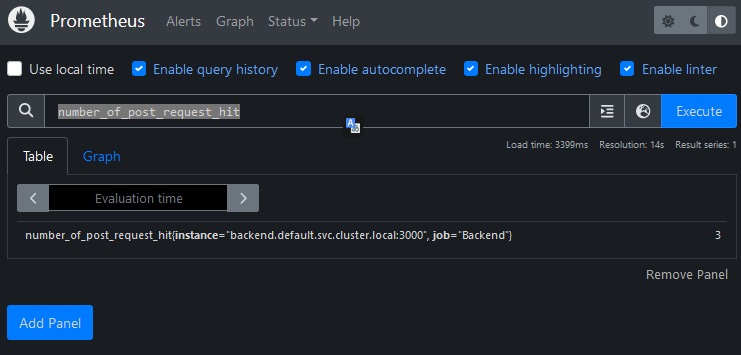 Prometheus Alerts Graph Status Help
Use local time Enable query history Enable autocomplete Enable highlighting Enable linter
number_of_post_request_hit Execute
Load time: 3399ms Resolution: 14s Result series: 1
Table Graph
Evaluation time
number_of_post_request_hit{instance="backend.default.svc.cluster.local:3000", job="Backend"} 3
Remove Panel
Add Panel